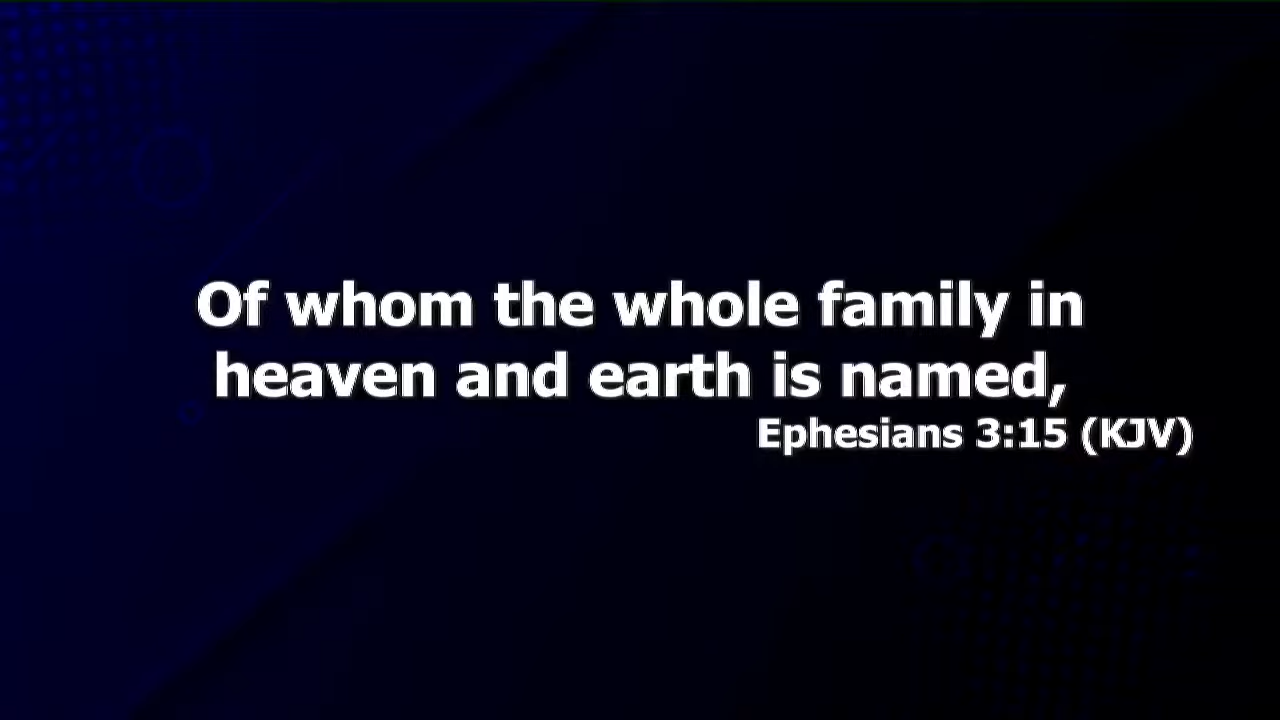 Of whom the whole family in
heaven and earth is named,
Ephesians 3:15 (KJV)